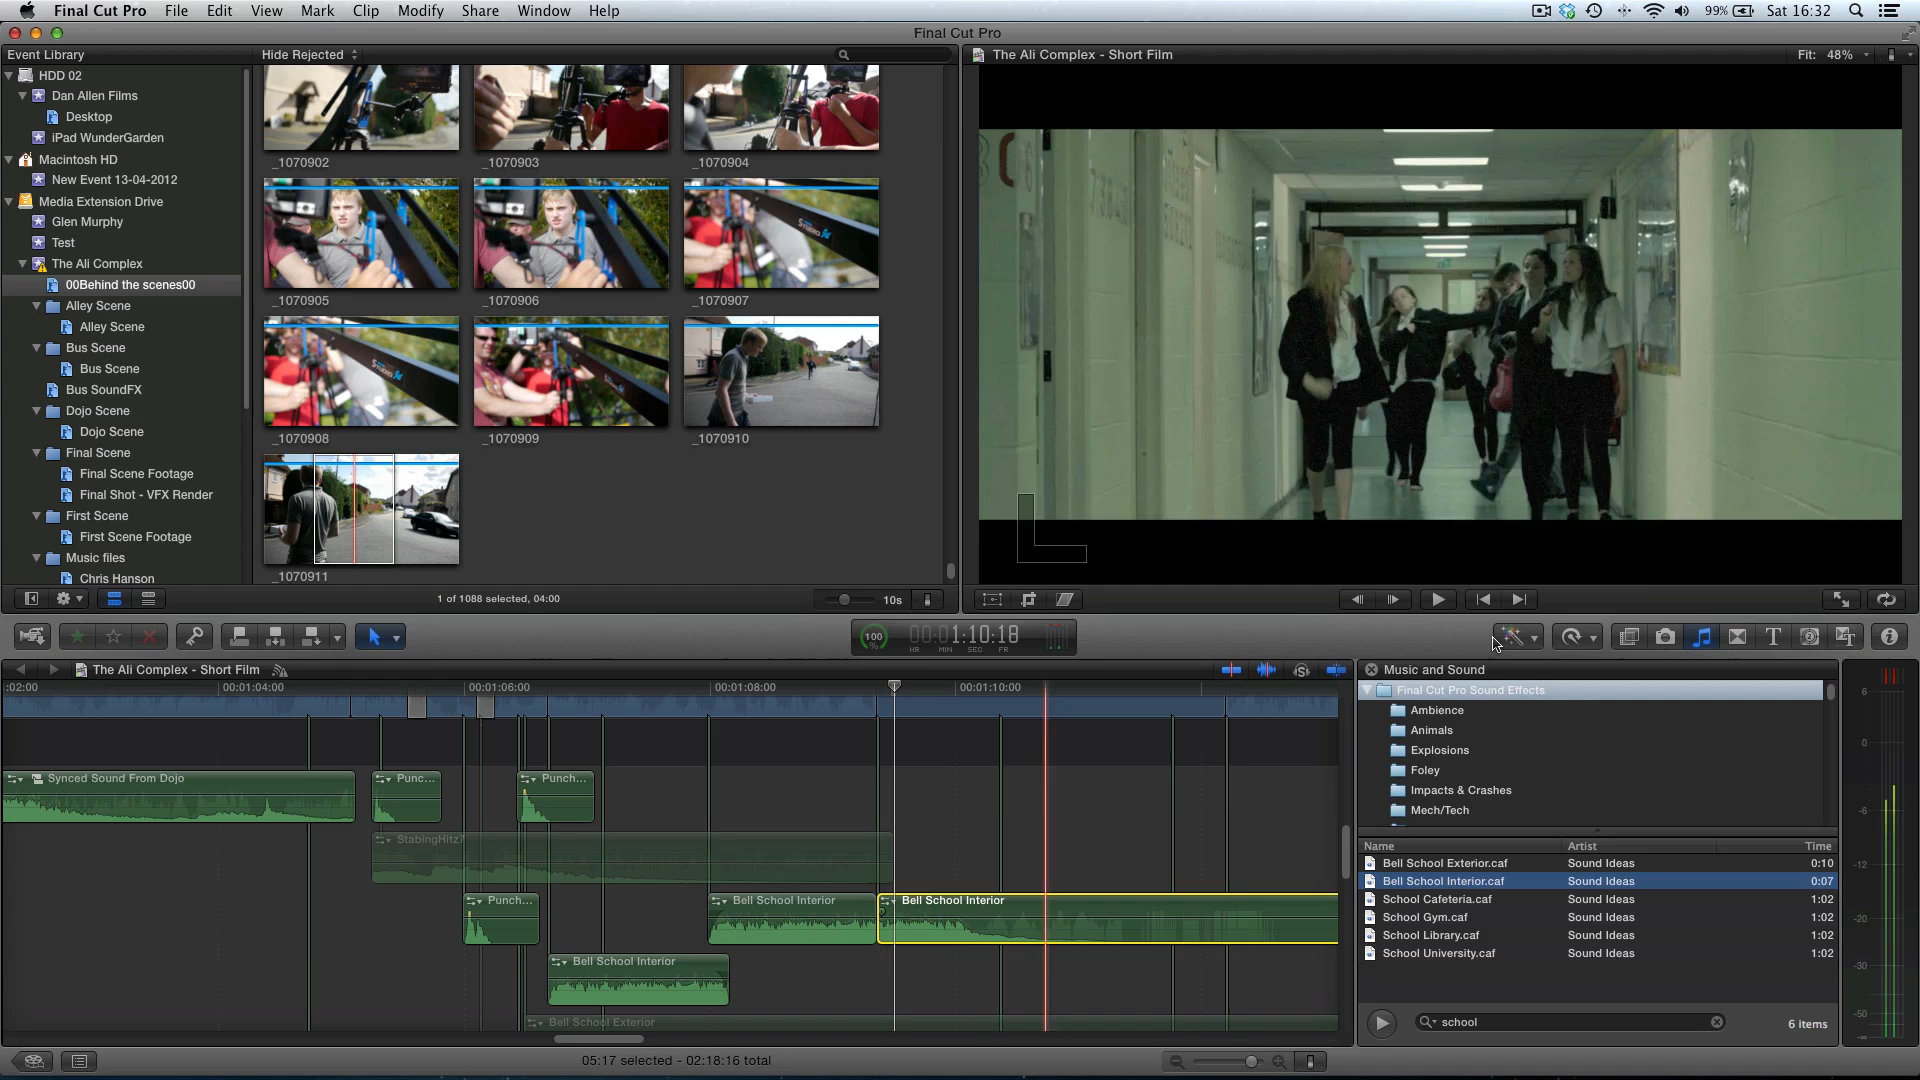 Final Cut Pro File Edit View Mark Clip Modify Share Window Help
99% Sat 16:32
Final Cut Pro
Event Library
Hide Rejected
The Ali Complex - Short Film
Fit: 48%
HDD 02
Dan Allen Films
Desktop
iPad WunderGarden
Macintosh HD
New Event 13-04-2012
Media Extension Drive
Glen Murphy
Test
The Ali Complex
00Behind the scenes00
Alley Scene
Alley Scene
Bus Scene
Bus Scene
Bus SoundFX
Dojo Scene
Dojo Scene
Final Scene
Final Scene Footage
Final Shot - VFX Render
First Scene
First Scene Footage
Music files
Chris Hanson
_1070902
_1070903
_1070904
_1070905
_1070906
_1070907
_1070908
_1070909
_1070910
_1070911
1 of 1088 selected, 04:00
10s
100
%
00:01:10:18
HR MIN SEC FR
The Ali Complex - Short Film
:02:00
00:01:04:00
00:01:06:00
00:01:08:00
00:01:10:00
Synced Sound From Dojo
Punc...
Punch...
StabingHitz7
Punch...
Bell School Interior
Bell School Interior
Bell School Interior
Bell School Exterior
05:17 selected - 02:18:16 total
Music and Sound
Final Cut Pro Sound Effects
Ambience
Animals
Explosions
Foley
Impacts & Crashes
Mech/Tech
Name Artist Time
Bell School Exterior.caf Sound Ideas 0:10
Bell School Interior.caf Sound Ideas 0:07
School Cafeteria.caf Sound Ideas 1:02
School Gym.caf Sound Ideas 1:02
School Library.caf Sound Ideas 1:02
School University.caf Sound Ideas 1:02
school
6 items
6
0
-6
-12
-20
-30
-50
-∞